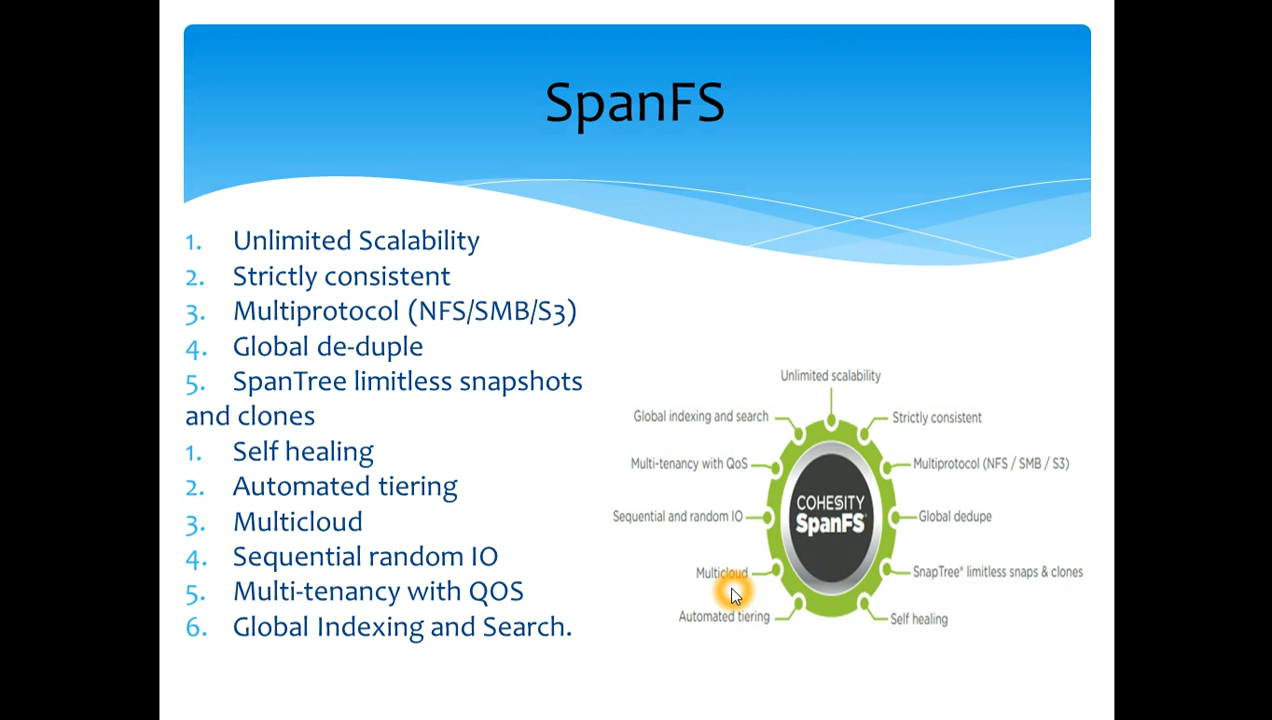 SpanFS
1. Unlimited Scalability
2. Strictly consistent
3. Multiprotocol (NFS/SMB/S3)
4. Global de-duple
5. SpanTree limitless snapshots
and clones
1. Self healing
2. Automated tiering
3. Multicloud
4. Sequential random IO
5. Multi-tenancy with QOS
6. Global Indexing and Search.
Unlimited scalability
Global indexing and search
Strictly consistent
Multi-tenancy with QoS
Multiprotocol (NFS / SMB / S3)
COHESITY
SpanFS
Sequential and random IO
Global dedupe
Multicloud
SnapTree® limitless snaps & clones
Automated tiering
Self healing